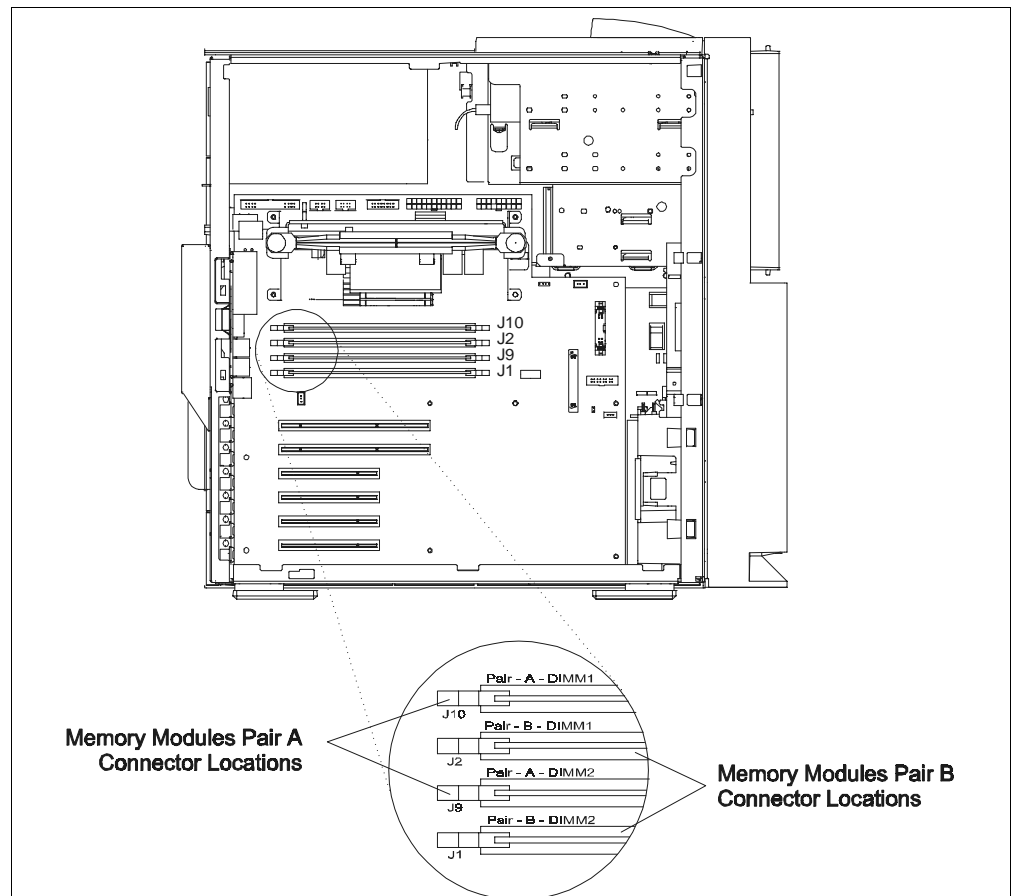 J10
J2
J9
J1
Pair - A - DIMM1
J10
Pair - B - DIMM1
J2
Pair - A - DIMM2
J9
Pair - B - DIMM2
J1
Memory Modules Pair A
Connector Locations
Memory Modules Pair B
Connector Locations